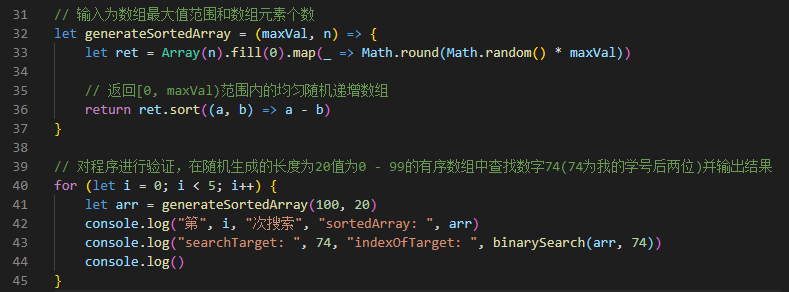 31 // 输入为数组最大值范围和数组元素个数
32 let generateSortedArray = (maxVal, n) => {
33     let ret = Array(n).fill(0).map(_ => Math.round(Math.random() * maxVal))
34
35     // 返回[0, maxVal)范围内的均匀随机递增数组
36     return ret.sort((a, b) => a - b)
37 }
38
39 // 对程序进行验证，在随机生成的长度为20值为0 - 99的有序数组中查找数字74(74为我的学号后两位)并输出结果
40 for (let i = 0; i < 5; i++) {
41     let arr = generateSortedArray(100, 20)
42     console.log("第", i, "次搜索", "sortedArray: ", arr)
43     console.log("searchTarget: ", 74, "indexOfTarget: ", binarySearch(arr, 74))
44     console.log()
45 }